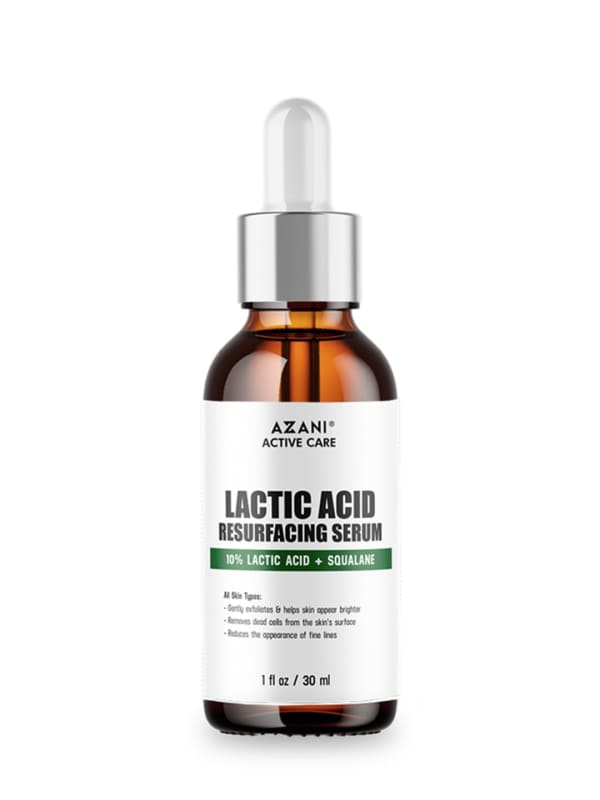 AZANI®
ACTIVE CARE
LACTIC ACID
RESURFACING SERUM
10% LACTIC ACID + SQUALANE
All Skin Types:
- Gently exfoliates & helps skin appear brighter
- Removes dead cells from the skin's surface
- Reduces the appearance of fine lines
1 fl oz / 30 ml